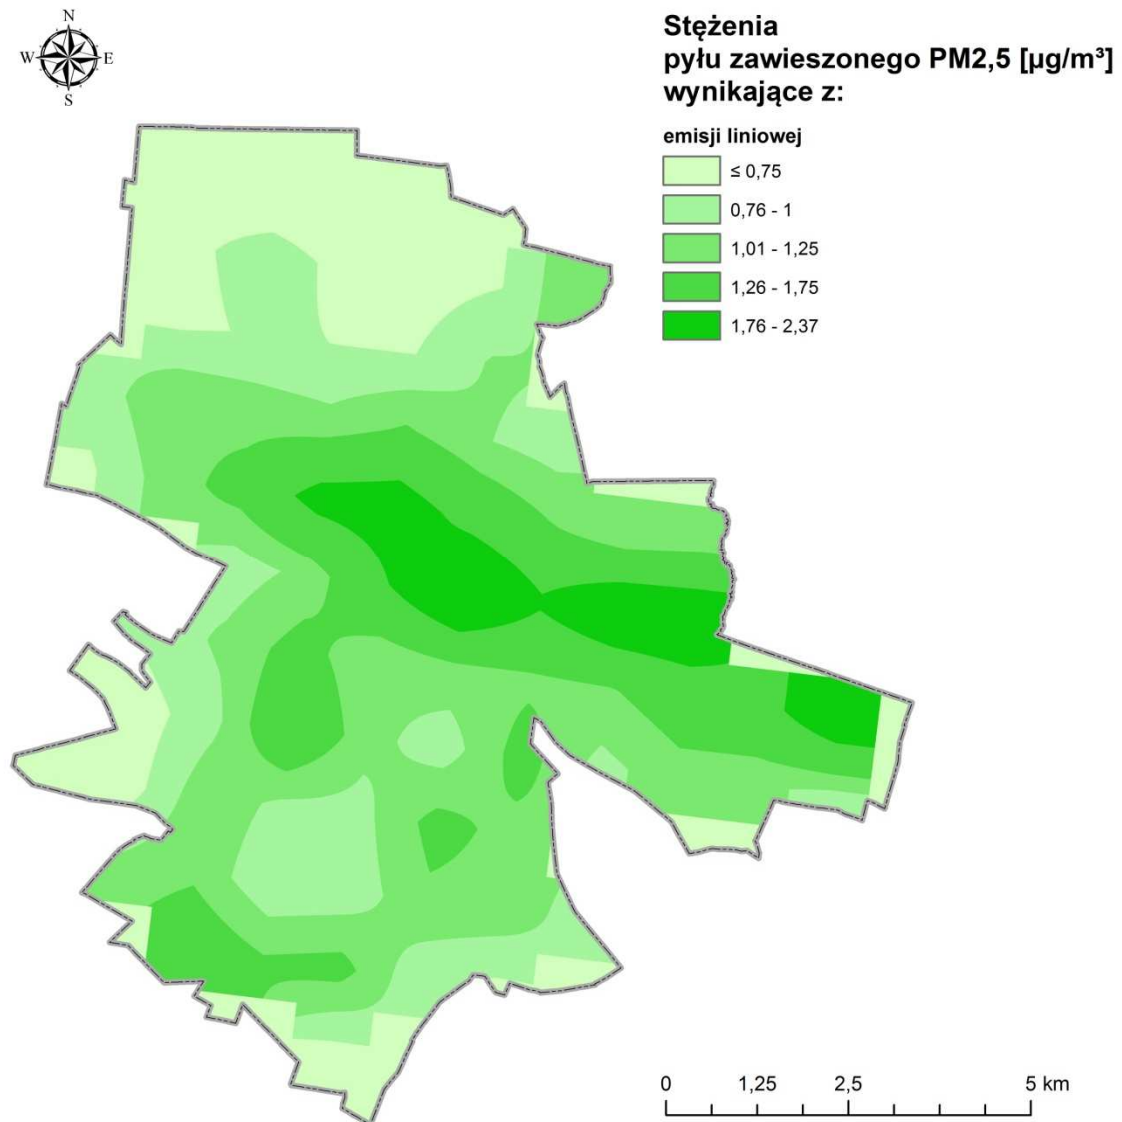 N
W E
S
Stężenia
pyłu zawieszonego PM2,5 [µg/m³]
wynikające z:
emisji liniowej
≤ 0,75
0,76 - 1
1,01 - 1,25
1,26 - 1,75
1,76 - 2,37
0 1,25 2,5 5 km